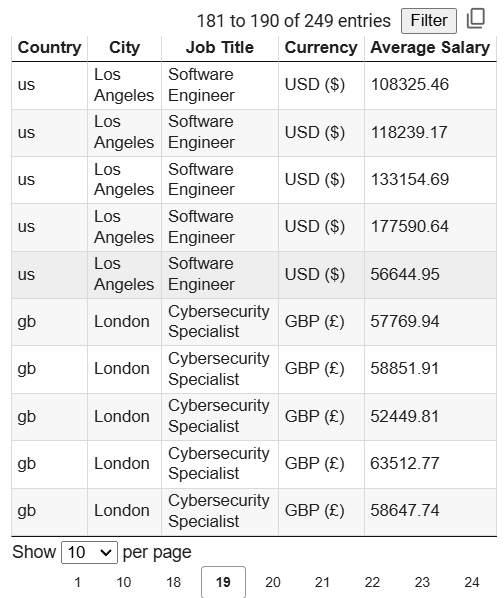 181 to 190 of 249 entries Filter
Country City Job Title Currency Average Salary
us Los Angeles Software Engineer USD ($) 108325.46
us Los Angeles Software Engineer USD ($) 118239.17
us Los Angeles Software Engineer USD ($) 133154.69
us Los Angeles Software Engineer USD ($) 177590.64
us Los Angeles Software Engineer USD ($) 56644.95
gb London Cybersecurity Specialist GBP (£) 57769.94
gb London Cybersecurity Specialist GBP (£) 58851.91
gb London Cybersecurity Specialist GBP (£) 52449.81
gb London Cybersecurity Specialist GBP (£) 63512.77
gb London Cybersecurity Specialist GBP (£) 58647.74
Show 10 per page
1 10 18 19 20 21 22 23 24